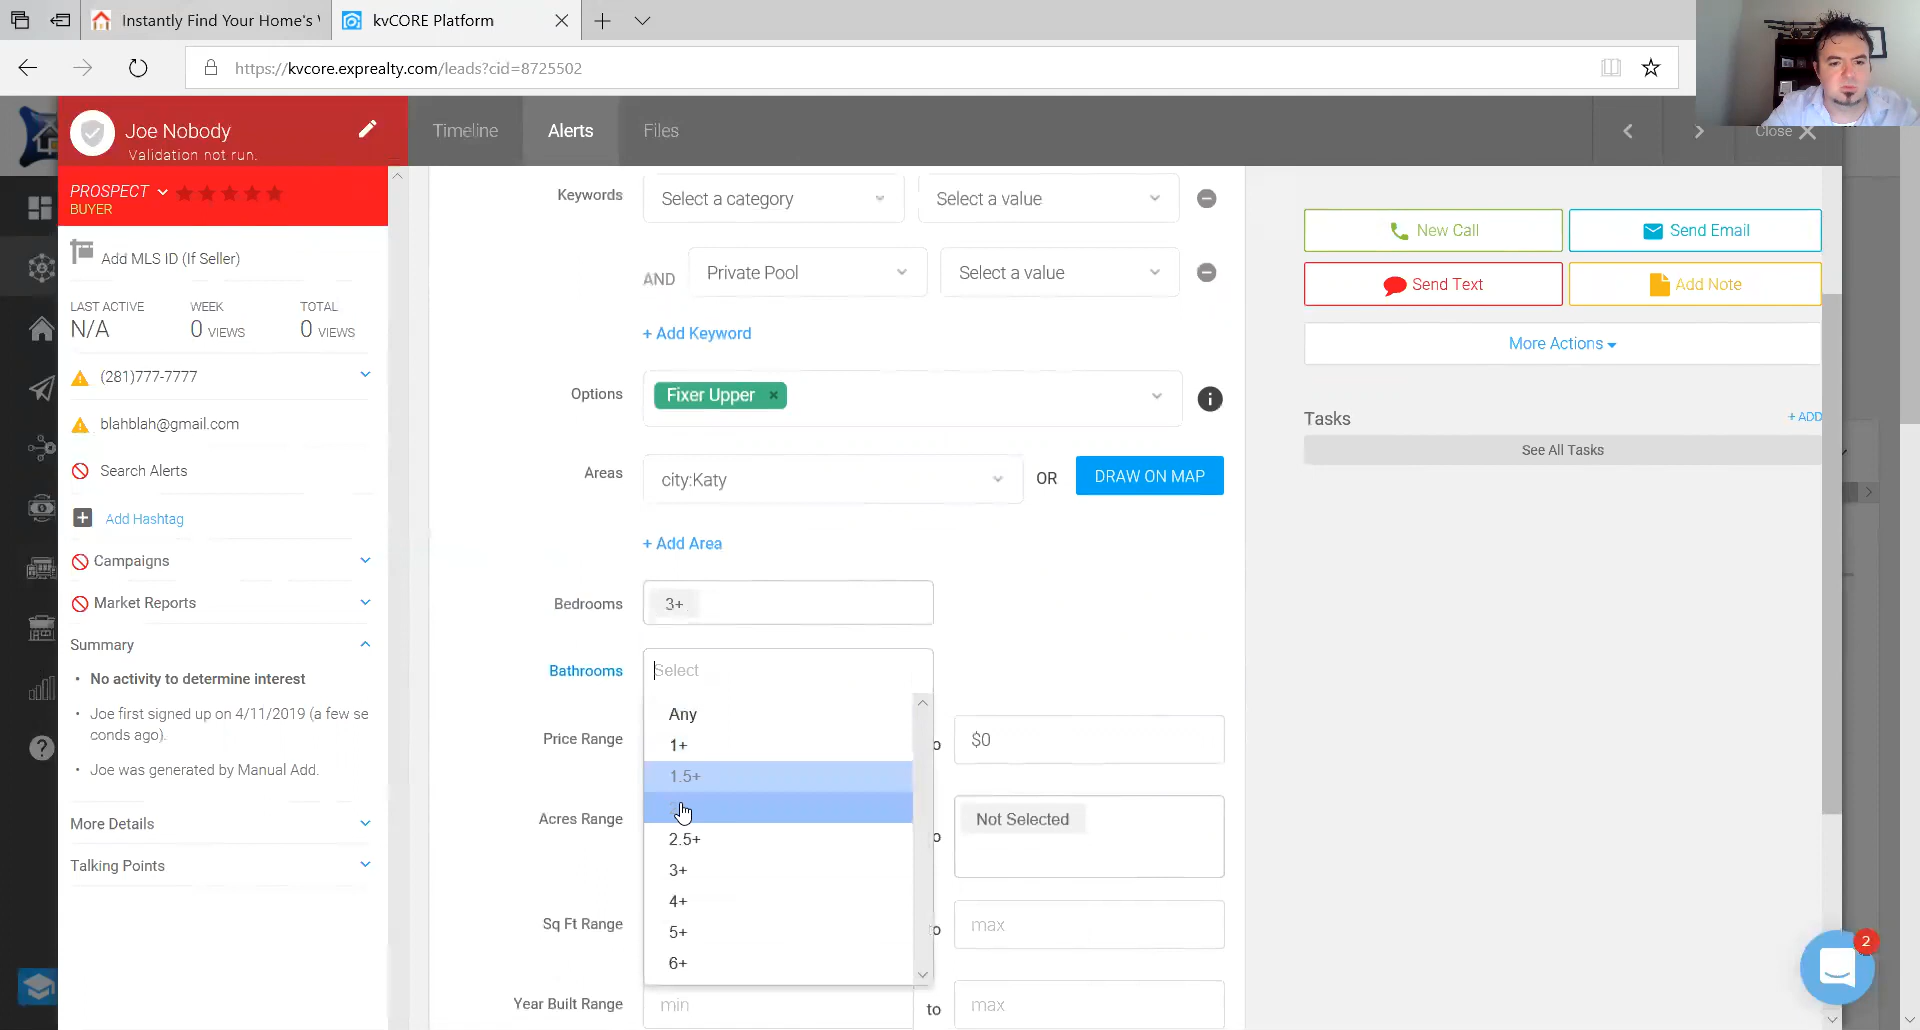 Instantly Find Your Home's
kvCORE Platform
https://kvcore.exprealty.com/leads?cid=8725502
Joe Nobody
Validation not run.
Timeline
Alerts
Files
Close
PROSPECT
BUYER
Add MLS ID (If Seller)
LAST ACTIVE
WEEK
TOTAL
N/A
0 VIEWS
0 VIEWS
(281)777-7777
blahblah@gmail.com
Search Alerts
Add Hashtag
Campaigns
Market Reports
Summary
• No activity to determine interest
• Joe first signed up on 4/11/2019 (a few se
conds ago).
• Joe was generated by Manual Add.
More Details
Talking Points
Keywords
Select a category
Select a value
AND
Private Pool
Select a value
+ Add Keyword
Options
Fixer Upper ×
Areas
city:Katy
OR
DRAW ON MAP
+ Add Area
Bedrooms
3+
Bathrooms
Select
Any
1+
1.5+
2.5+
3+
4+
5+
6+
Price Range
$0
Acres Range
Not Selected
Sq Ft Range
max
Year Built Range
min
to
max
New Call
Send Email
Send Text
Add Note
More Actions
Tasks
+ ADD
See All Tasks
2